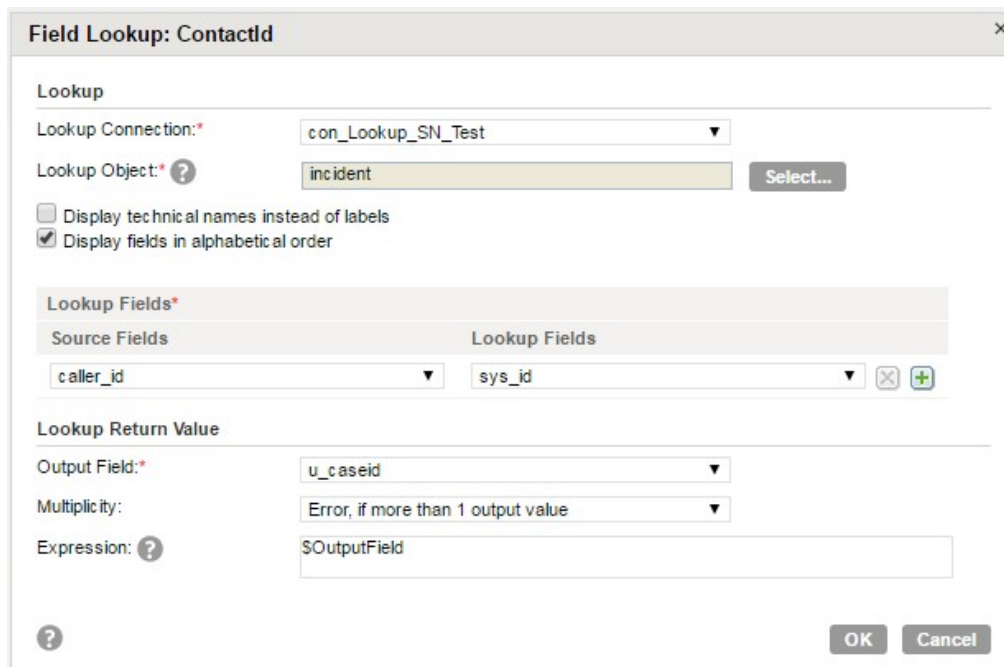 Field Lookup: ContactId ×
Lookup
Lookup Connection:* con_Lookup_SN_Test ▼
Lookup Object:* ? incident Select...
Display technical names instead of labels
Display fields in alphabetical order
Lookup Fields*
Source Fields Lookup Fields
caller_id ▼ sys_id ▼
Lookup Return Value
Output Field:* u_caseid ▼
Multiplicity: Error, if more than 1 output value ▼
Expression: ? $OutputField
? OK Cancel